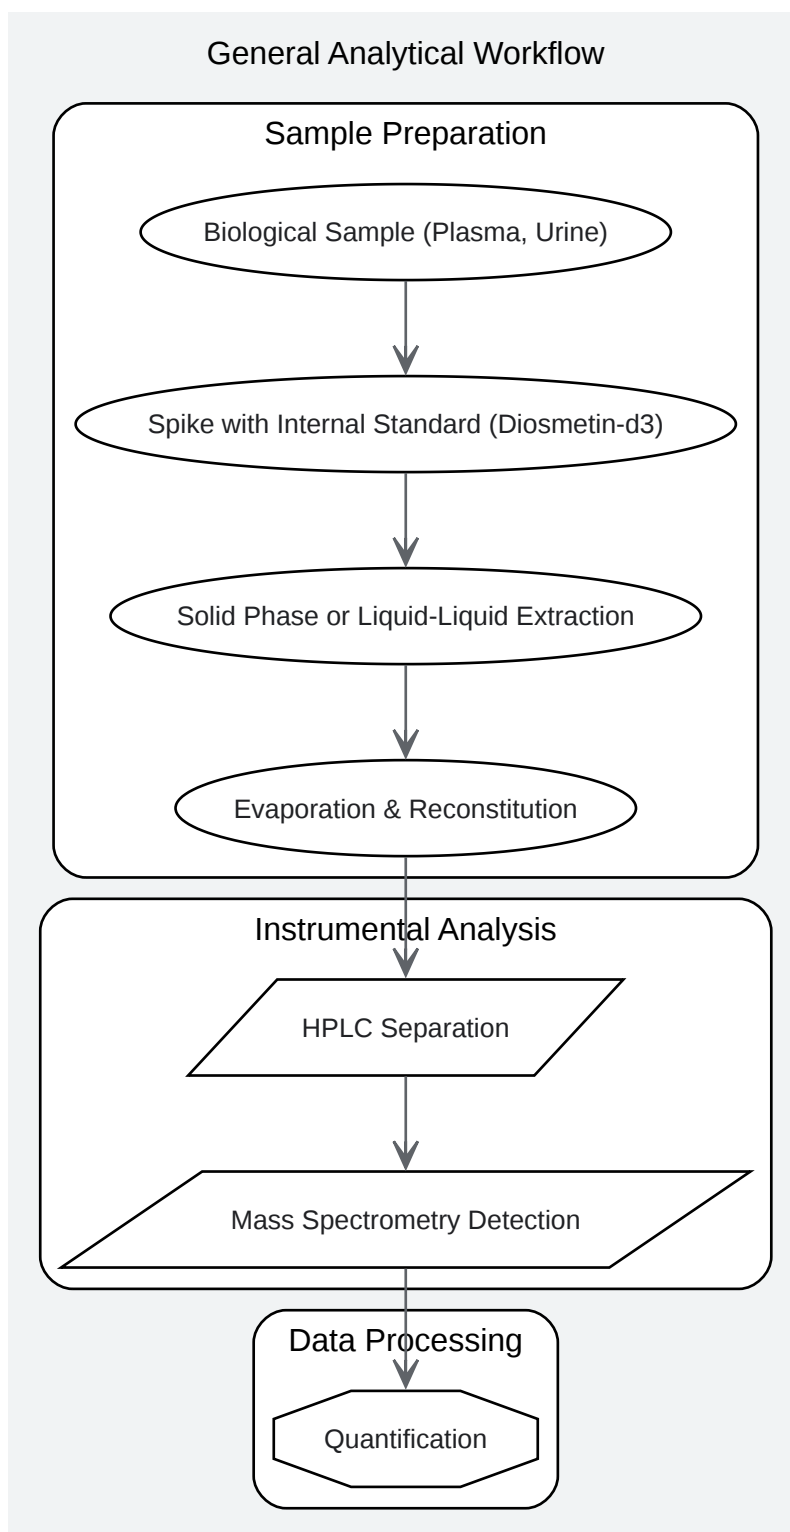 General Analytical Workflow
Sample Preparation
Biological Sample (Plasma, Urine)
Spike with Internal Standard (Diosmetin-d3)
Solid Phase or Liquid-Liquid Extraction
Evaporation & Reconstitution
Instrumental Analysis
HPLC Separation
Mass Spectrometry Detection
Data Processing
Quantification